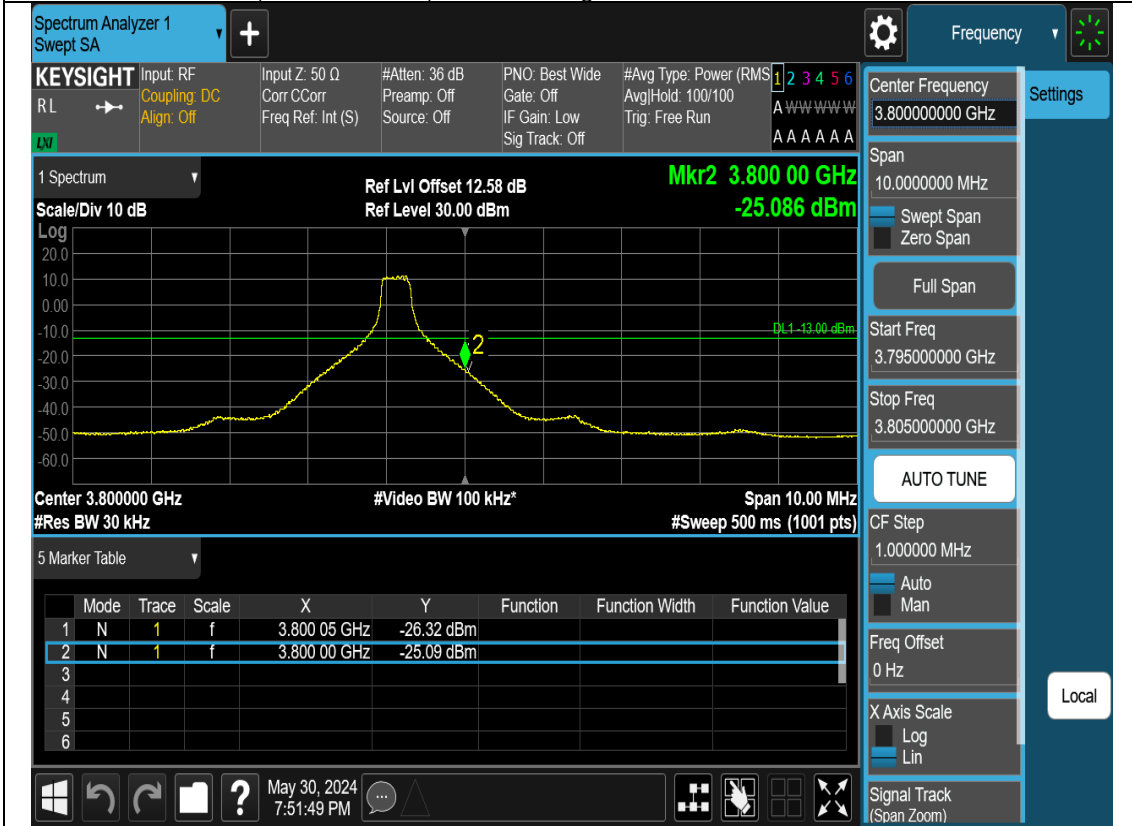 Spectrum Analyzer 1
Swept SA
+
Frequency
KEYSIGHT
RL
LXI
Input: RF
Coupling: DC
Align: Off
Input Z: 50 Ω
Corr CCorr
Freq Ref: Int (S)
#Atten: 36 dB
Preamp: Off
Source: Off
PNO: Best Wide
Gate: Off
IF Gain: Low
Sig Track: Off
#Avg Type: Power (RMS
Avg|Hold: 100/100
Trig: Free Run
1 2 3 4 5 6
A W W W W W
A A A A A A
1 Spectrum
Scale/Div 10 dB
Ref Lvl Offset 12.58 dB
Ref Level 30.00 dBm
Mkr2 3.800 00 GHz
-25.086 dBm
Log
20.0
10.0
0.00
-10.0
-20.0
-30.0
-40.0
-50.0
-60.0
DL1 -13.00 dBm
2
Center 3.800000 GHz
#Video BW 100 kHz*
Span 10.00 MHz
#Res BW 30 kHz
#Sweep 500 ms (1001 pts)
5 Marker Table
Mode Trace Scale X Y Function Function Width Function Value
1 N 1 f 3.800 05 GHz -26.32 dBm
2 N 1 f 3.800 00 GHz -25.09 dBm
3
4
5
6
?
May 30, 2024
7:51:49 PM
Center Frequency
3.800000000 GHz
Settings
Span
10.0000000 MHz
Swept Span
Zero Span
Full Span
Start Freq
3.795000000 GHz
Stop Freq
3.805000000 GHz
AUTO TUNE
CF Step
1.000000 MHz
Auto
Man
Freq Offset
0 Hz
Local
X Axis Scale
Log
Lin
Signal Track
(Span Zoom)